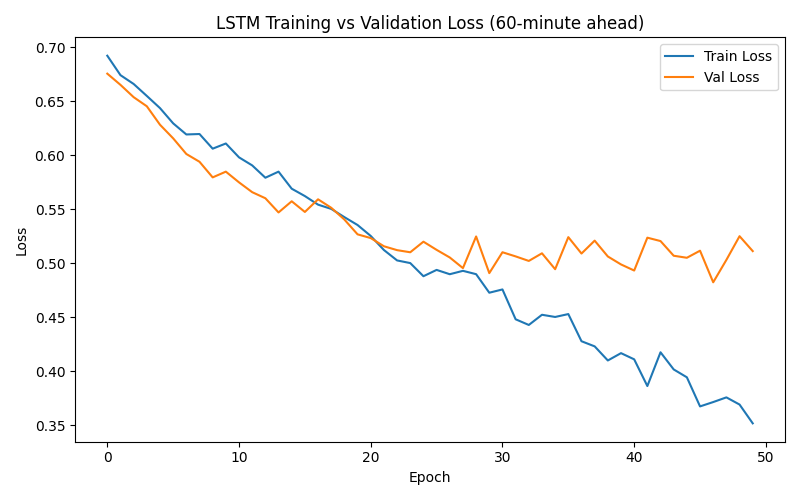 LSTM Training vs Validation Loss (60-minute ahead)
Train Loss
Val Loss
Loss
0.70
0.65
0.60
0.55
0.50
0.45
0.40
0.35
0 10 20 30 40 50
Epoch